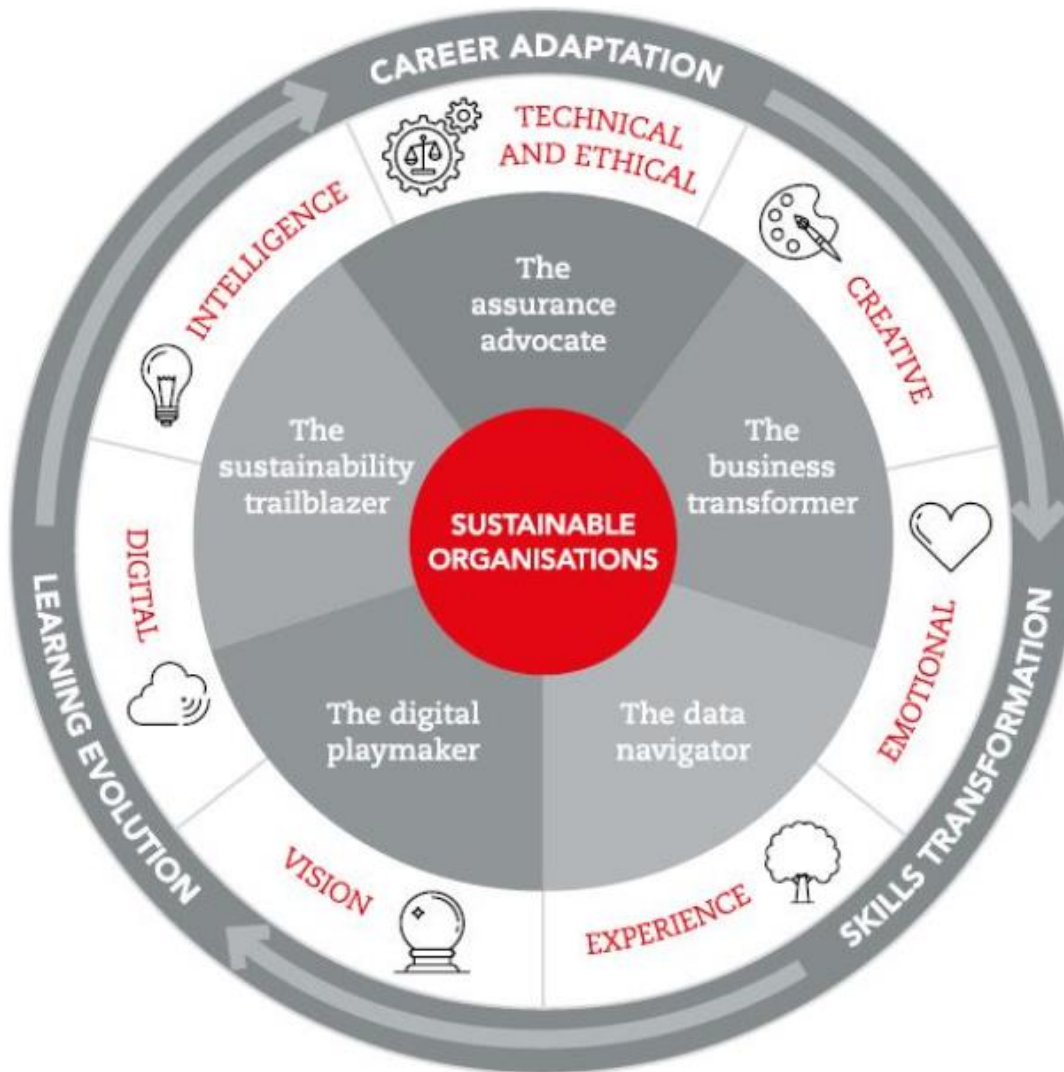 CAREER ADAPTATION
TECHNICAL
AND ETHICAL
CREATIVE
EMOTIONAL
EXPERIENCE
VISION
DIGITAL
INTELLIGENCE
SKILLS TRANSFORMATION
LEARNING EVOLUTION
The
assurance
advocate
The
business
transformer
The data
navigator
The digital
playmaker
The
sustainability
trailblazer
SUSTAINABLE
ORGANISATIONS